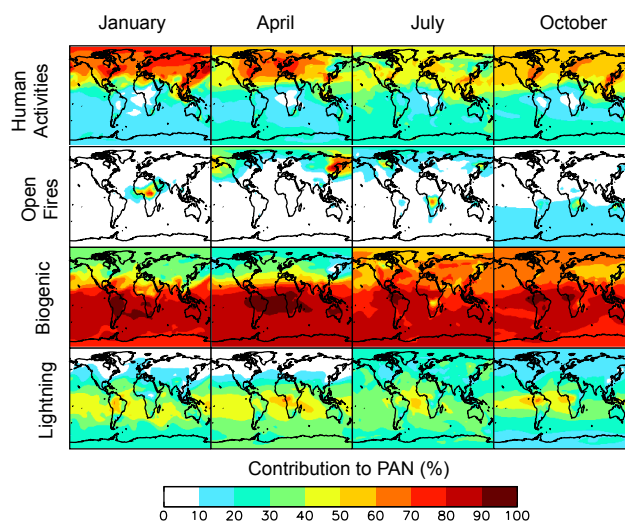 January April July October
Human
Activities
Open
Fires
Biogenic
Lightning
Contribution to PAN (%)
0 10 20 30 40 50 60 70 80 90 100